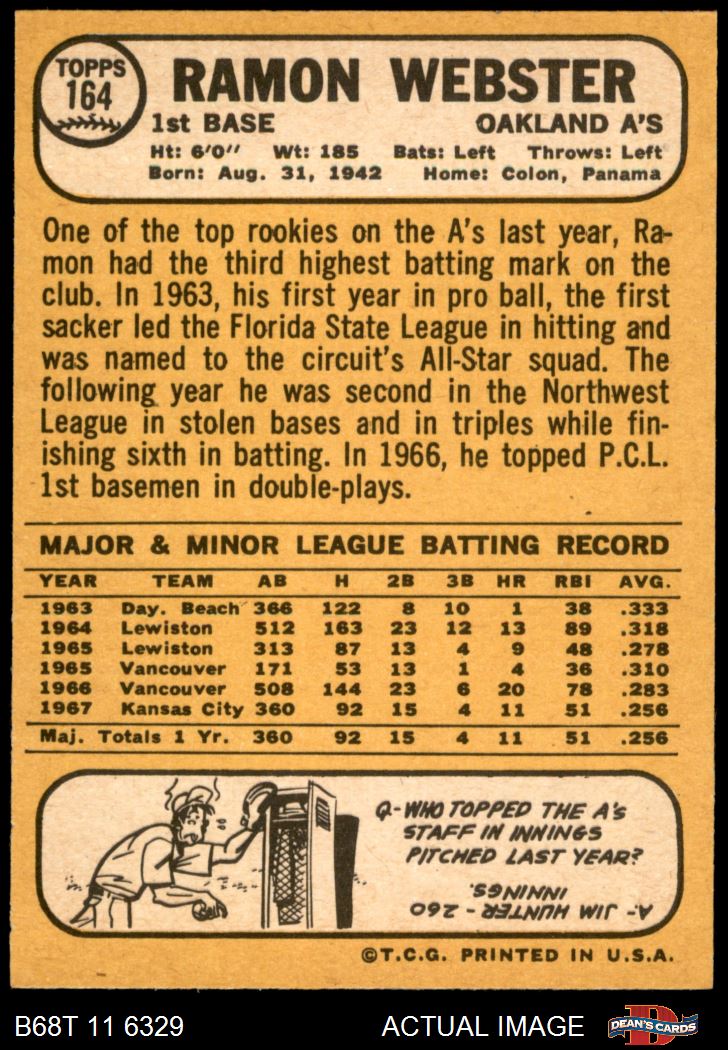 TOPPS
164
RAMON WEBSTER
1st BASE OAKLAND A'S
Ht: 6'0" Wt: 185 Bats: Left Throws: Left
Born: Aug. 31, 1942 Home: Colon, Panama
One of the top rookies on the A's last year, Ra-
mon had the third highest batting mark on the
club. In 1963, his first year in pro ball, the first
sacker led the Florida State League in hitting and
was named to the circuit's All-Star squad. The
following year he was second in the Northwest
League in stolen bases and in triples while fin-
ishing sixth in batting. In 1966, he topped P.C.L.
1st basemen in double-plays.
MAJOR & MINOR LEAGUE BATTING RECORD
YEAR TEAM AB H 2B 3B HR RBI AVG.
1963 Day. Beach 366 122 8 10 1 38 .333
1964 Lewiston 512 163 23 12 13 89 .318
1965 Lewiston 313 87 13 4 9 48 .278
1965 Vancouver 171 53 13 1 4 36 .310
1966 Vancouver 508 144 23 6 20 78 .283
1967 Kansas City 360 92 15 4 11 51 .256
Maj. Totals 1 Yr. 360 92 15 4 11 51 .256
Q-WHO TOPPED THE A's
STAFF IN INNINGS
PITCHED LAST YEAR?
A- JIM HUNTER - 260
INNINGS.
©T.C.G. PRINTED IN U.S.A.
B68T 11 6329 ACTUAL IMAGE DEAN'S CARDS